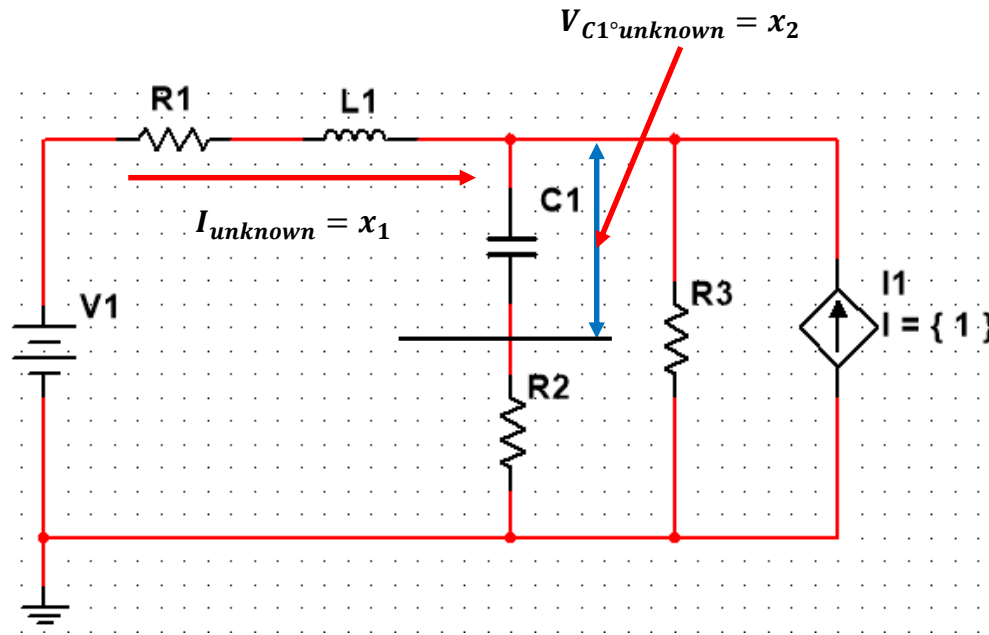 V_{C1°unknown} = x_2
R1
L1
C1
I_{unknown} = x_1
V1
R3
I1
I = { 1 }
R2